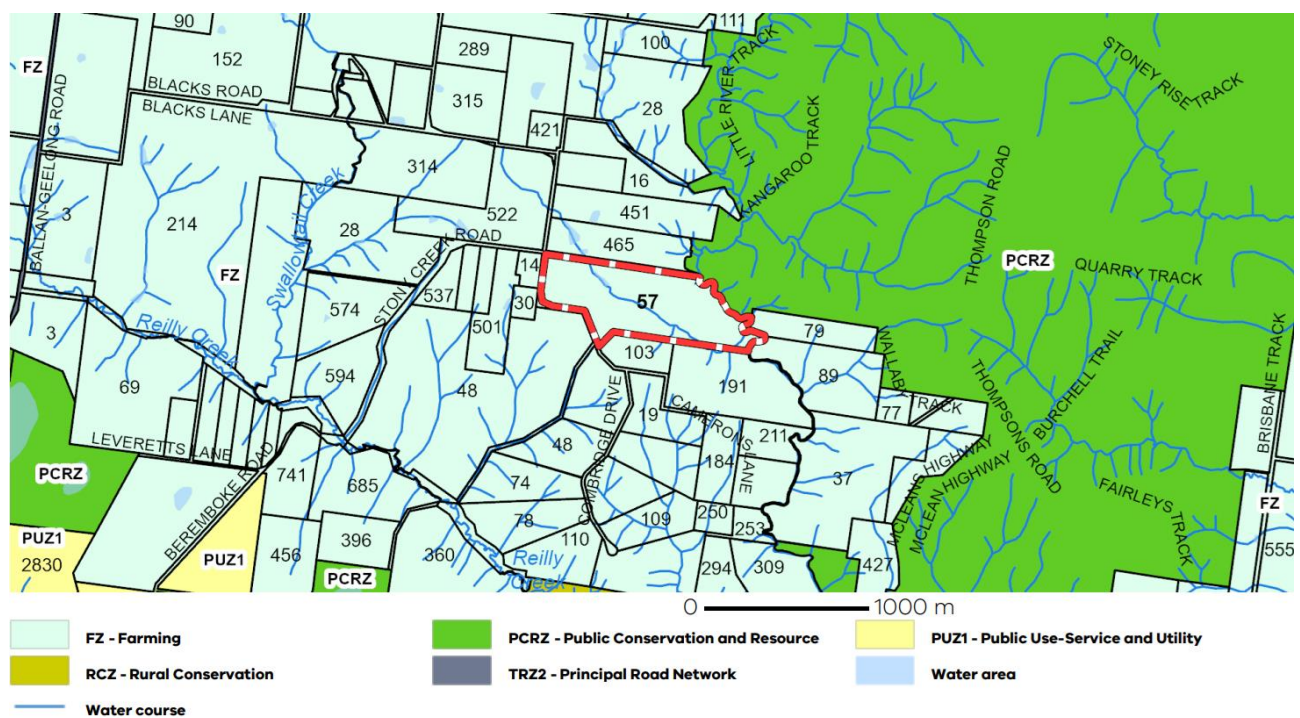 90
111
100
289
152
FZ
BLACKS ROAD
BLACKS LANE
315
421
28
LITTLE RIVER TRACK
KANGAROO TRACK
STONEY RISE TRACK
BALLAN-GEELONG ROAD
314
16
3
214
Swallowtail Creek
28
522
451
THOMPSON ROAD
FZ
STONY CREEK ROAD
465
PCRZ
14
QUARRY TRACK
537
57
574
30
501
3
Reilly Creek
79
103
WALLABY TRACK
THOMPSONS ROAD
BURCHELL TRAIL
BRISBANE TRACK
69
594
48
191
89
77
COMBRIDGE DRIVE
19
CAMERONS LANE
211
LEVERETTS LANE
48
184
37
MCLEANS HIGHWAY
MCLEAN HIGHWAY
FAIRLEYS TRACK
PCRZ
BEREMBOKE ROAD
741
685
74
78
109
250
253
FZ
PUZ1
2830
PUZ1
456
396
360
110
Reilly Creek
294
309
427
555
PCRZ
0 1000 m
FZ - Farming
PCRZ - Public Conservation and Resource
PUZ1 - Public Use-Service and Utility
RCZ - Rural Conservation
TRZ2 - Principal Road Network
Water area
Water course